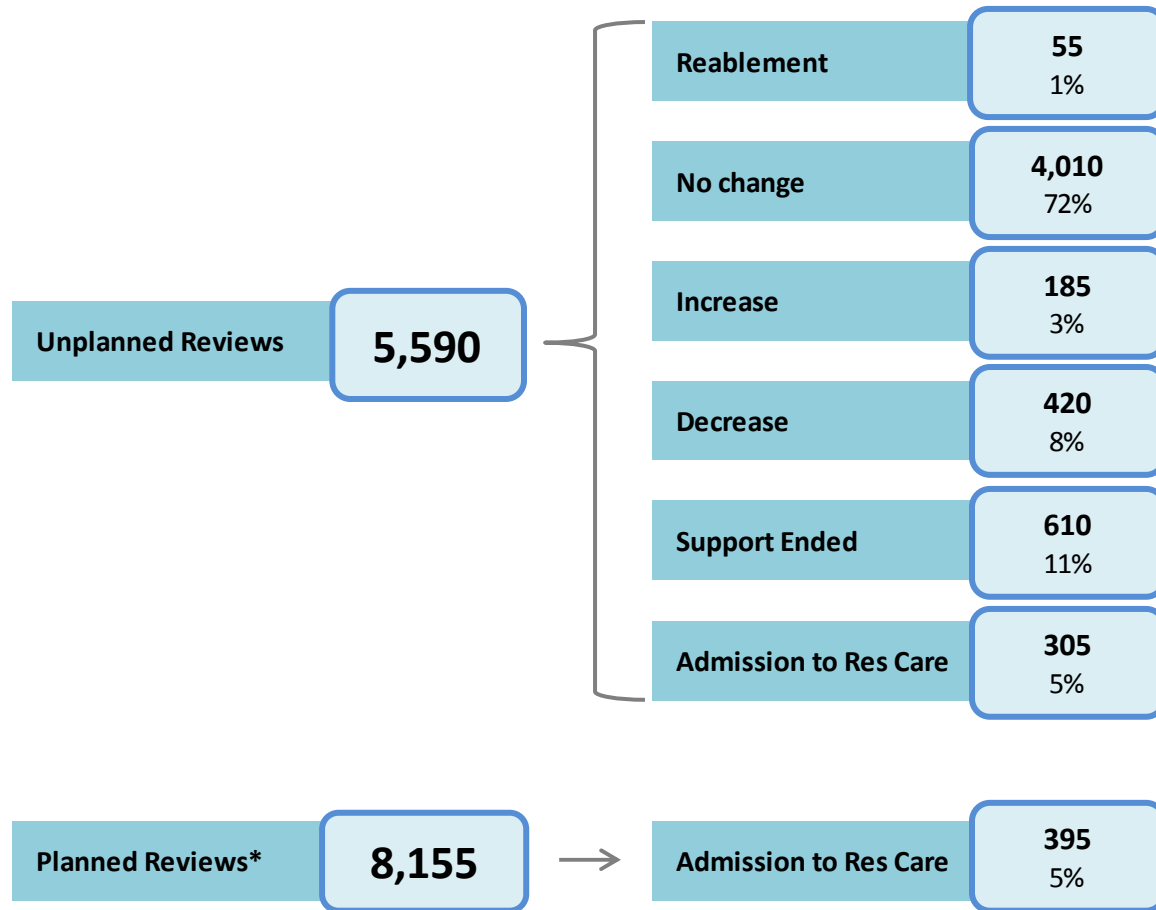 Reablement
55
1%
No change
4,010
72%
Increase
185
3%
Unplanned Reviews
5,590
Decrease
420
8%
Support Ended
610
11%
Admission to Res Care
305
5%
Planned Reviews*
8,155
Admission to Res Care
395
5%